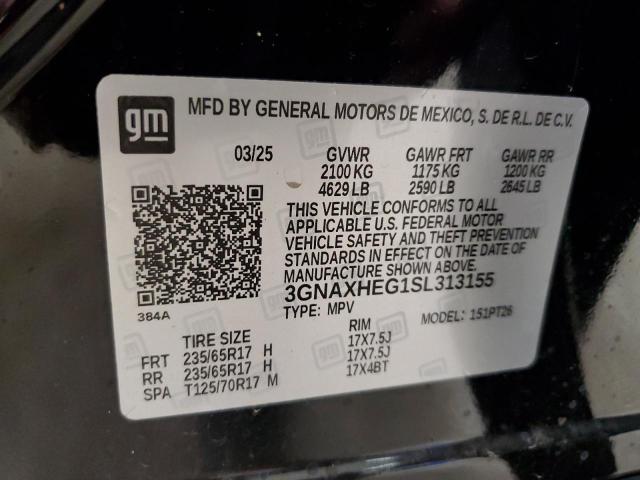 gm
MFD BY GENERAL MOTORS DE MEXICO, S. DE R.L. DE C.V.
03/25 GVWR GAWR FRT GAWR RR
2100 KG 1175 KG 1200 KG
4629 LB 2590 LB 2645 LB
THIS VEHICLE CONFORMS TO ALL
APPLICABLE U.S. FEDERAL MOTOR
VEHICLE SAFETY AND THEFT PREVENTION
STANDARDS IN EFFECT ON THE DATE OF
MANUFACTURE SHOWN ABOVE.
3GNAXHEG1SL313155
TYPE: MPV MODEL: 151PT26
384A
TIRE SIZE RIM
FRT 235/65R17 H 17X7.5J
RR 235/65R17 H 17X7.5J
SPA T125/70R17 M 17X4BT